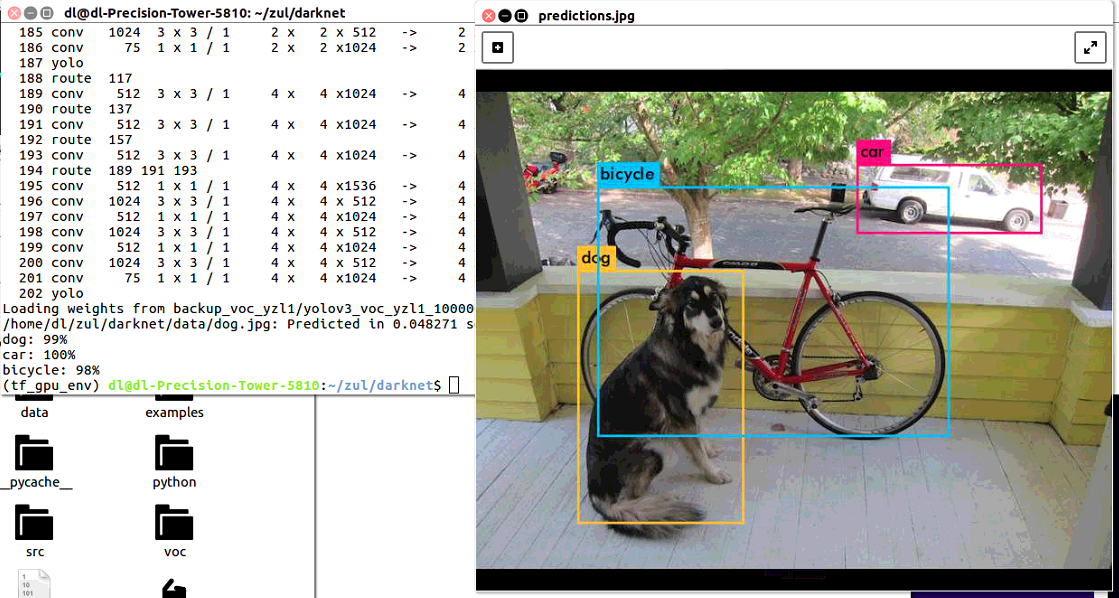 dl@dl-Precision-Tower-5810: ~/zul/darknet
185 conv 1024 3 x 3 / 1 2 x 2 x 512 -> 2
186 conv 75 1 x 1 / 1 2 x 2 x1024 -> 2
187 yolo
188 route 117
189 conv 512 3 x 3 / 1 4 x 4 x1024 -> 4
190 route 137
191 conv 512 3 x 3 / 1 4 x 4 x1024 -> 4
192 route 157
193 conv 512 3 x 3 / 1 4 x 4 x1024 -> 4
194 route 189 191 193
195 conv 512 1 x 1 / 1 4 x 4 x1536 -> 4
196 conv 1024 3 x 3 / 1 4 x 4 x 512 -> 4
197 conv 512 1 x 1 / 1 4 x 4 x1024 -> 4
198 conv 1024 3 x 3 / 1 4 x 4 x 512 -> 4
199 conv 512 1 x 1 / 1 4 x 4 x1024 -> 4
200 conv 1024 3 x 3 / 1 4 x 4 x 512 -> 4
201 conv 75 1 x 1 / 1 4 x 4 x1024 -> 4
202 yolo
Loading weights from backup_voc_yzl1/yolov3_voc_yzl1_10000
/home/dl/zul/darknet/data/dog.jpg: Predicted in 0.048271 s
dog: 99%
car: 100%
bicycle: 98%
(tf_gpu_env) dl@dl-Precision-Tower-5810:~/zul/darknet$
data
examples
__pycache__
python
src
voc
1
10
101
predictions.jpg
car
bicycle
dog